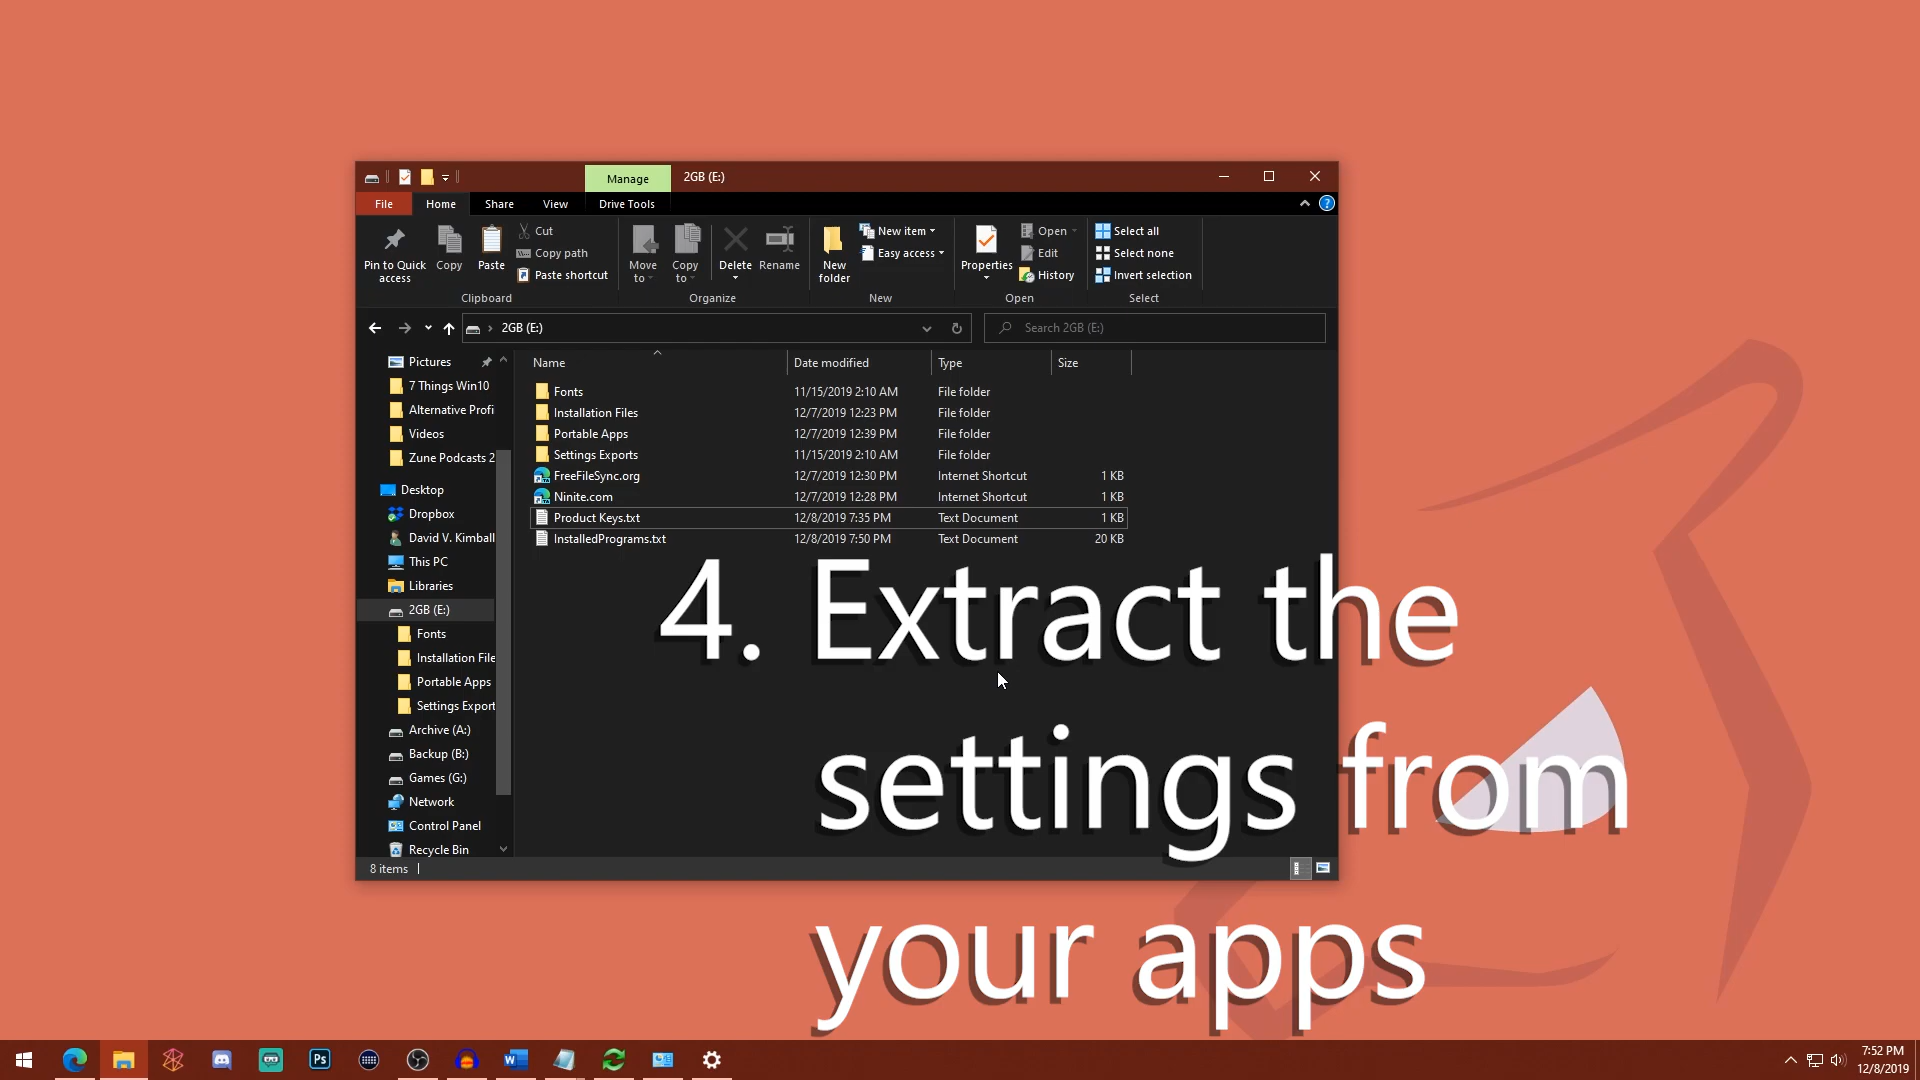 Manage
2GB (E:)
File
Home
Share
View
Drive Tools
?
Pin to Quick access
Copy
Paste
Cut
Copy path
Paste shortcut
Clipboard
Move to
Copy to
Delete
Rename
Organize
New folder
New item
Easy access
New
Properties
Open
Edit
History
Open
Select all
Select none
Invert selection
Select
2GB (E:)
Search 2GB (E:)
Pictures
7 Things Win10
Alternative Profi
Videos
Zune Podcasts 2
Desktop
Dropbox
David V. Kimball
This PC
Libraries
2GB (E:)
Fonts
Installation File
Portable Apps
Settings Export
Archive (A:)
Backup (B:)
Games (G:)
Network
Control Panel
Recycle Bin
Name Date modified Type Size
Fonts 11/15/2019 2:10 AM File folder
Installation Files 12/7/2019 12:23 PM File folder
Portable Apps 12/7/2019 12:39 PM File folder
Settings Exports 11/15/2019 2:10 AM File folder
FreeFileSync.org 12/7/2019 12:30 PM Internet Shortcut 1 KB
Ninite.com 12/7/2019 12:28 PM Internet Shortcut 1 KB
Product Keys.txt 12/8/2019 7:35 PM Text Document 1 KB
InstalledPrograms.txt 12/8/2019 7:50 PM Text Document 20 KB
4. Extract the
settings from
your apps
8 items
Ps
W
7:52 PM
12/8/2019